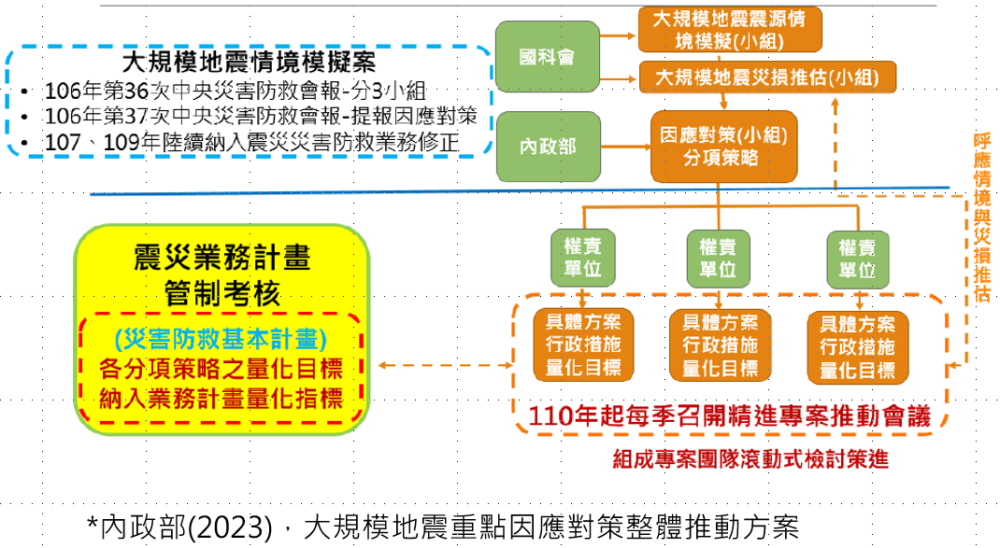 大規模地震情境模擬案
• 106年第36次中央災害防救會報-分3小組
• 106年第37次中央災害防救會報-提報因應對策
• 107、109年陸續納入震災災害防救業務修正
國科會
大規模地震震源情
境模擬(小組)
大規模地震災損推估(小組)
內政部
因應對策(小組)
分項策略
呼應情境與災損推估
權責
單位
權責
單位
權責
單位
具體方案
行政措施
量化目標
具體方案
行政措施
量化目標
具體方案
行政措施
量化目標
110年起每季召開精進專案推動會議
組成專案團隊滾動式檢討策進
震災業務計畫
管制考核
(災害防救基本計畫)
各分項策略之量化目標
納入業務計畫量化指標
*內政部(2023)，大規模地震重點因應對策整體推動方案